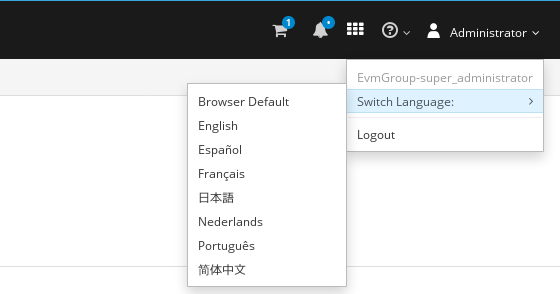 1
Administrator
EvmGroup-super_administrator
Switch Language:
Logout
Browser Default
English
Español
Français
日本語
Nederlands
Português
简体中文